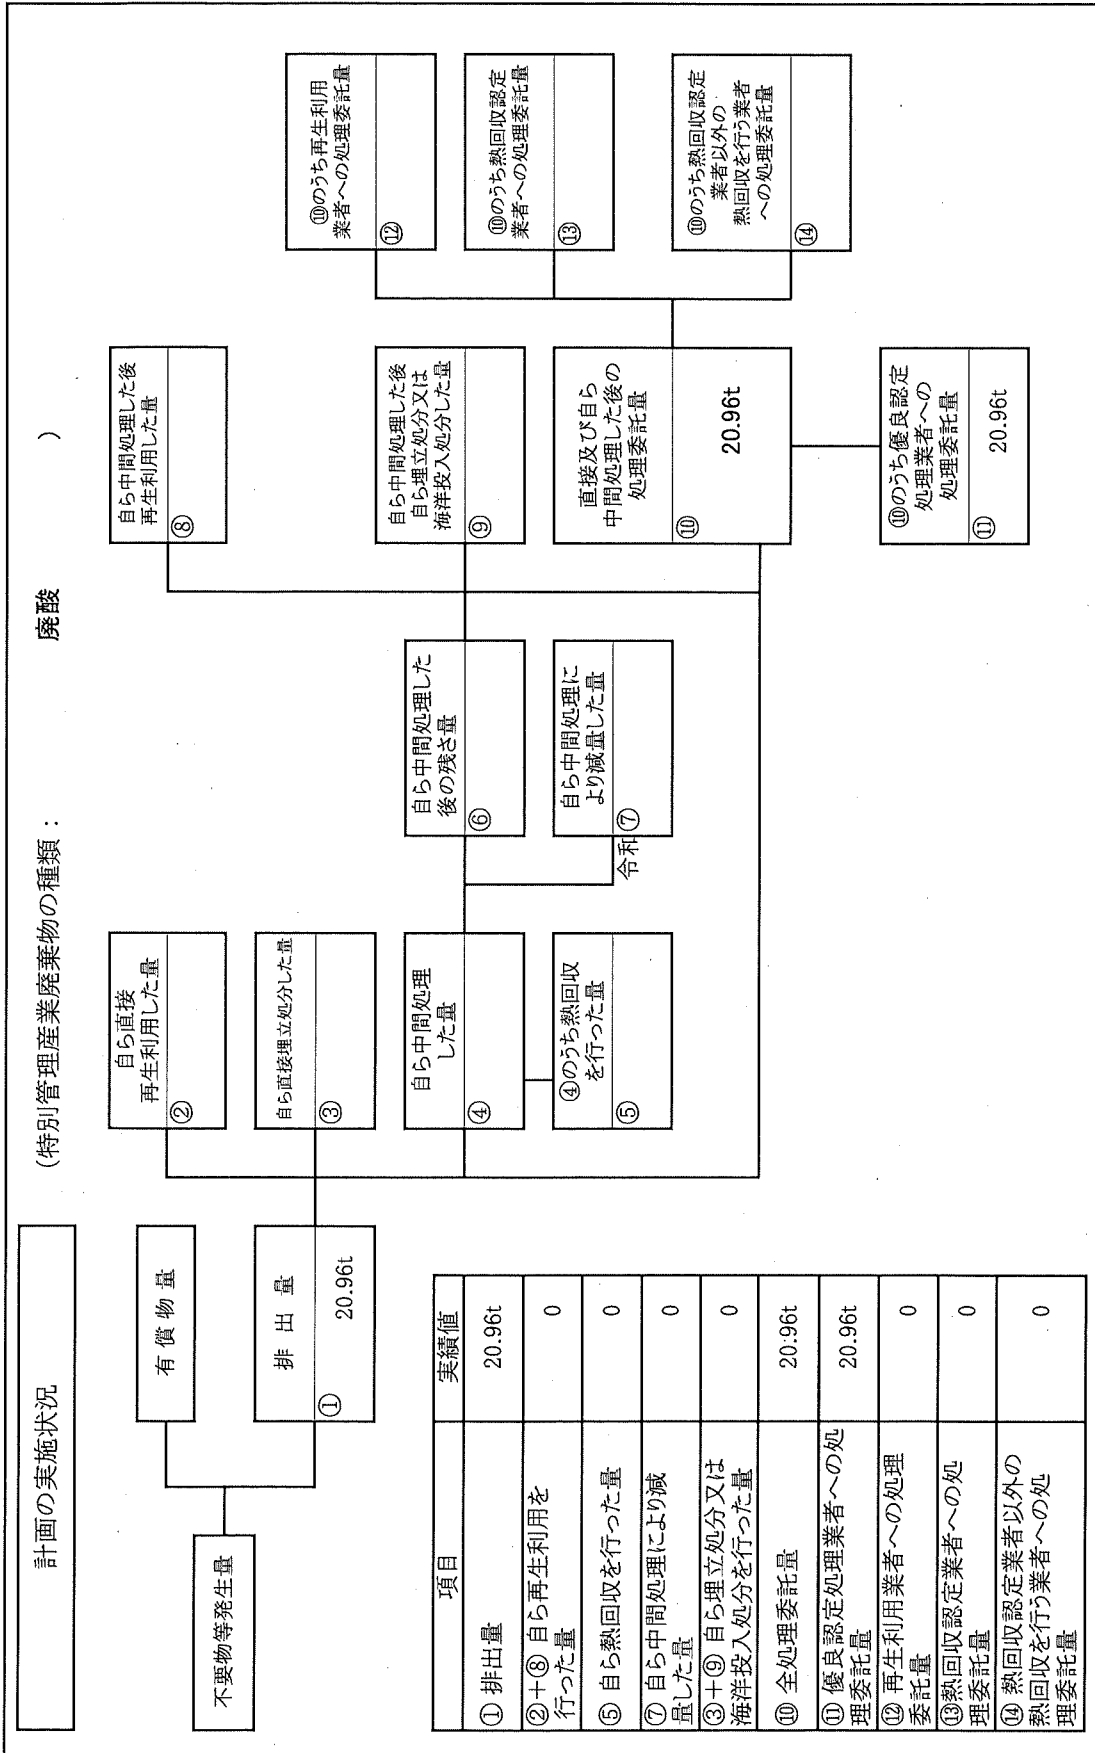 計画の実施状況
(特別管理産業廃棄物の種類： 廃酸 )
不要物等発生量
有償物量
排出量
①
20.96t
自ら直接
再生利用した量
②
自ら直接埋立処分した量
③
自ら中間処理
した量
④
④のうち熱回収
を行った量
⑤
自ら中間処理した
後の残さ量
⑥
自ら中間処理に
より減量した量
⑦
令和
自ら中間処理した後
再生利用した量
⑧
自ら中間処理した後
自ら埋立処分又は
海洋投入処分した量
⑨
直接及び自ら
中間処理した後の
処理委託量
⑩
20.96t
⑩のうち優良認定
処理業者への
処理委託量
⑪
20.96t
⑩のうち再生利用
業者への処理委託量
⑫
⑩のうち熱回収認定
業者への処理委託量
⑬
⑩のうち熱回収認定
業者以外の
熱回収を行う業者
への処理委託量
⑭
項目 実績値
① 排出量 20.96t
②+⑧ 自ら再生利用を
行った量 0
⑤ 自ら熱回収を行った量 0
⑦ 自ら中間処理により減
量した量 0
③+⑨ 自ら埋立処分又は
海洋投入処分を行った量 0
⑩ 全処理委託量 20.96t
⑪ 優良認定処理業者への処
理委託量 20.96t
⑫ 再生利用業者への処理
委託量 0
⑬熱回収認定業者への処
理委託量 0
⑭ 熱回収認定業者以外の
熱回収を行う業者への処
理委託量 0